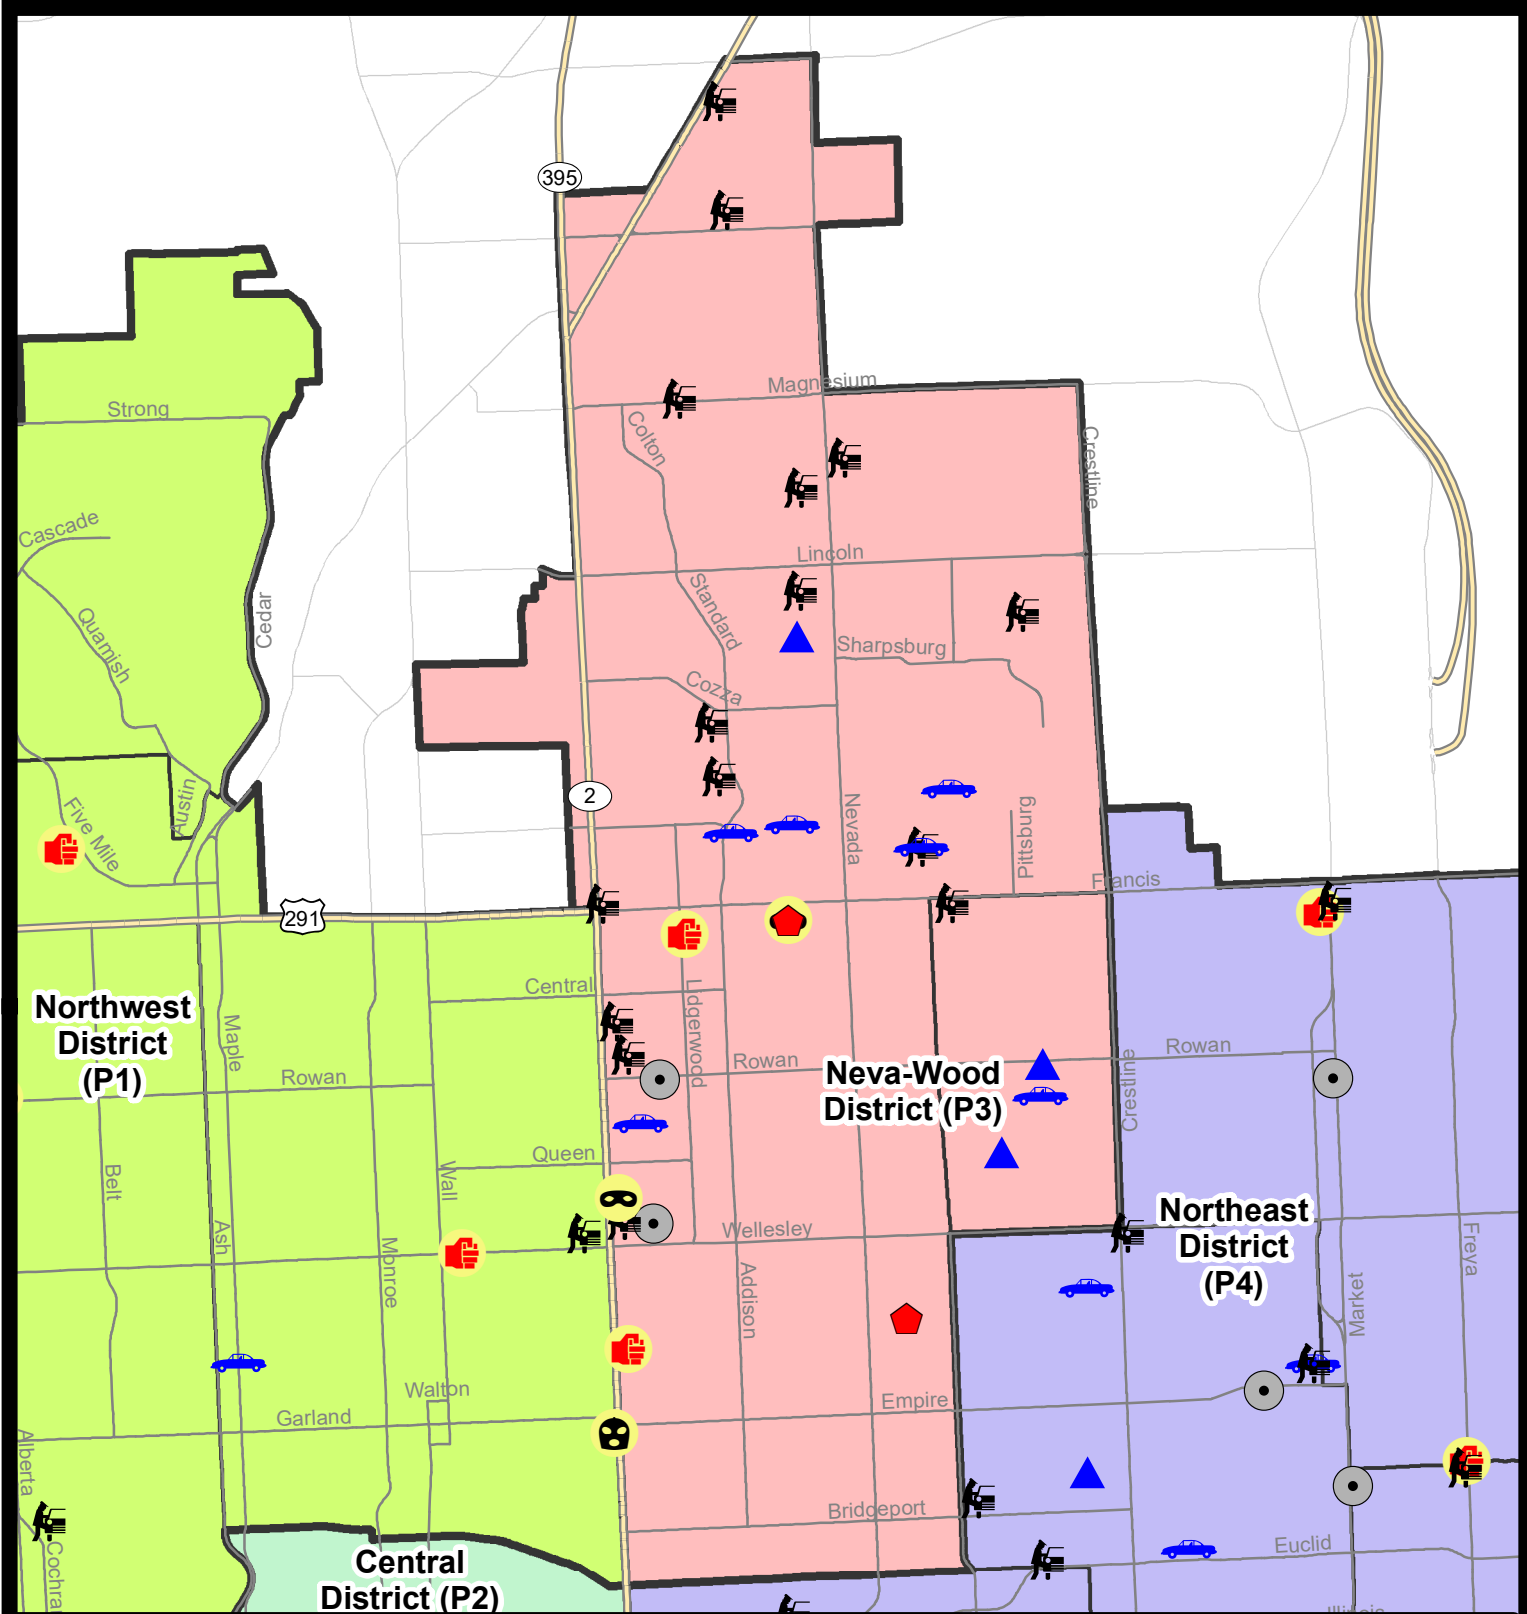 395
Magnesium
Strong
Colton
Crestline
Cascade
Lincoln
Standard
Cedar
Quamish
Sharpsburg
Cozza
2
Nevada
Pittsburg
Austin
Five Mile
Francis
291
Central
Lidgerwood
Northwest
District
(P1)
Maple
Rowan
Rowan
Rowan
Neva-Wood
District (P3)
Crestline
Queen
Belt
Wall
Ash
Monroe
Wellesley
Northeast
District
(P4)
Freya
Addison
Market
Walton
Garland
Empire
Alberta
Bridgeport
Euclid
Central
District (P2)